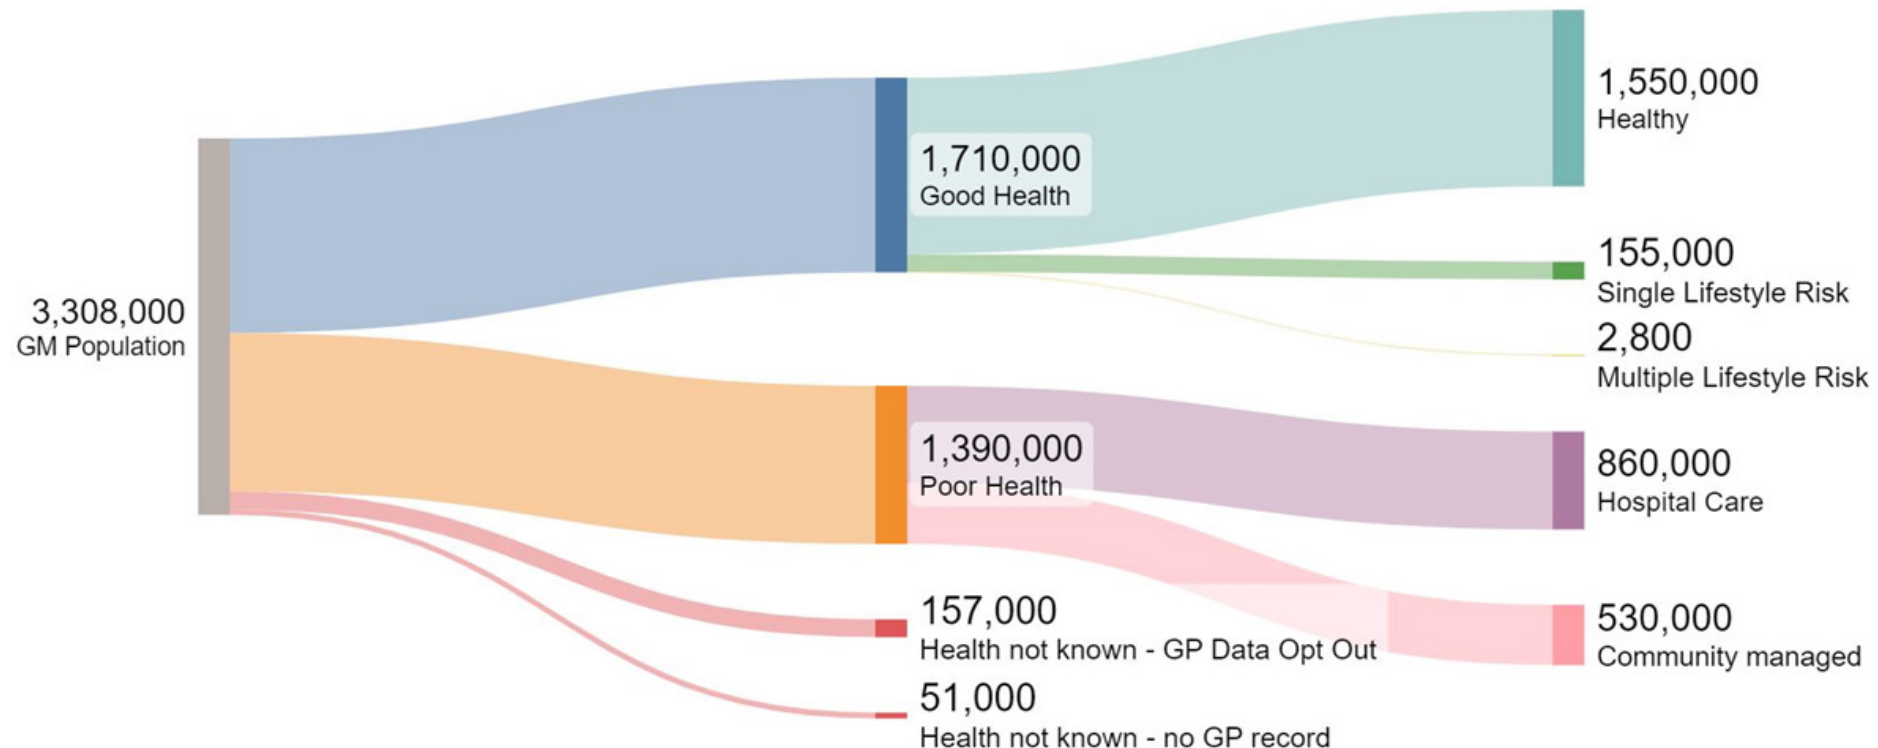 3,308,000
GM Population
1,710,000
Good Health
1,390,000
Poor Health
157,000
Health not known - GP Data Opt Out
51,000
Health not known - no GP record
1,550,000
Healthy
155,000
Single Lifestyle Risk
2,800
Multiple Lifestyle Risk
860,000
Hospital Care
530,000
Community managed